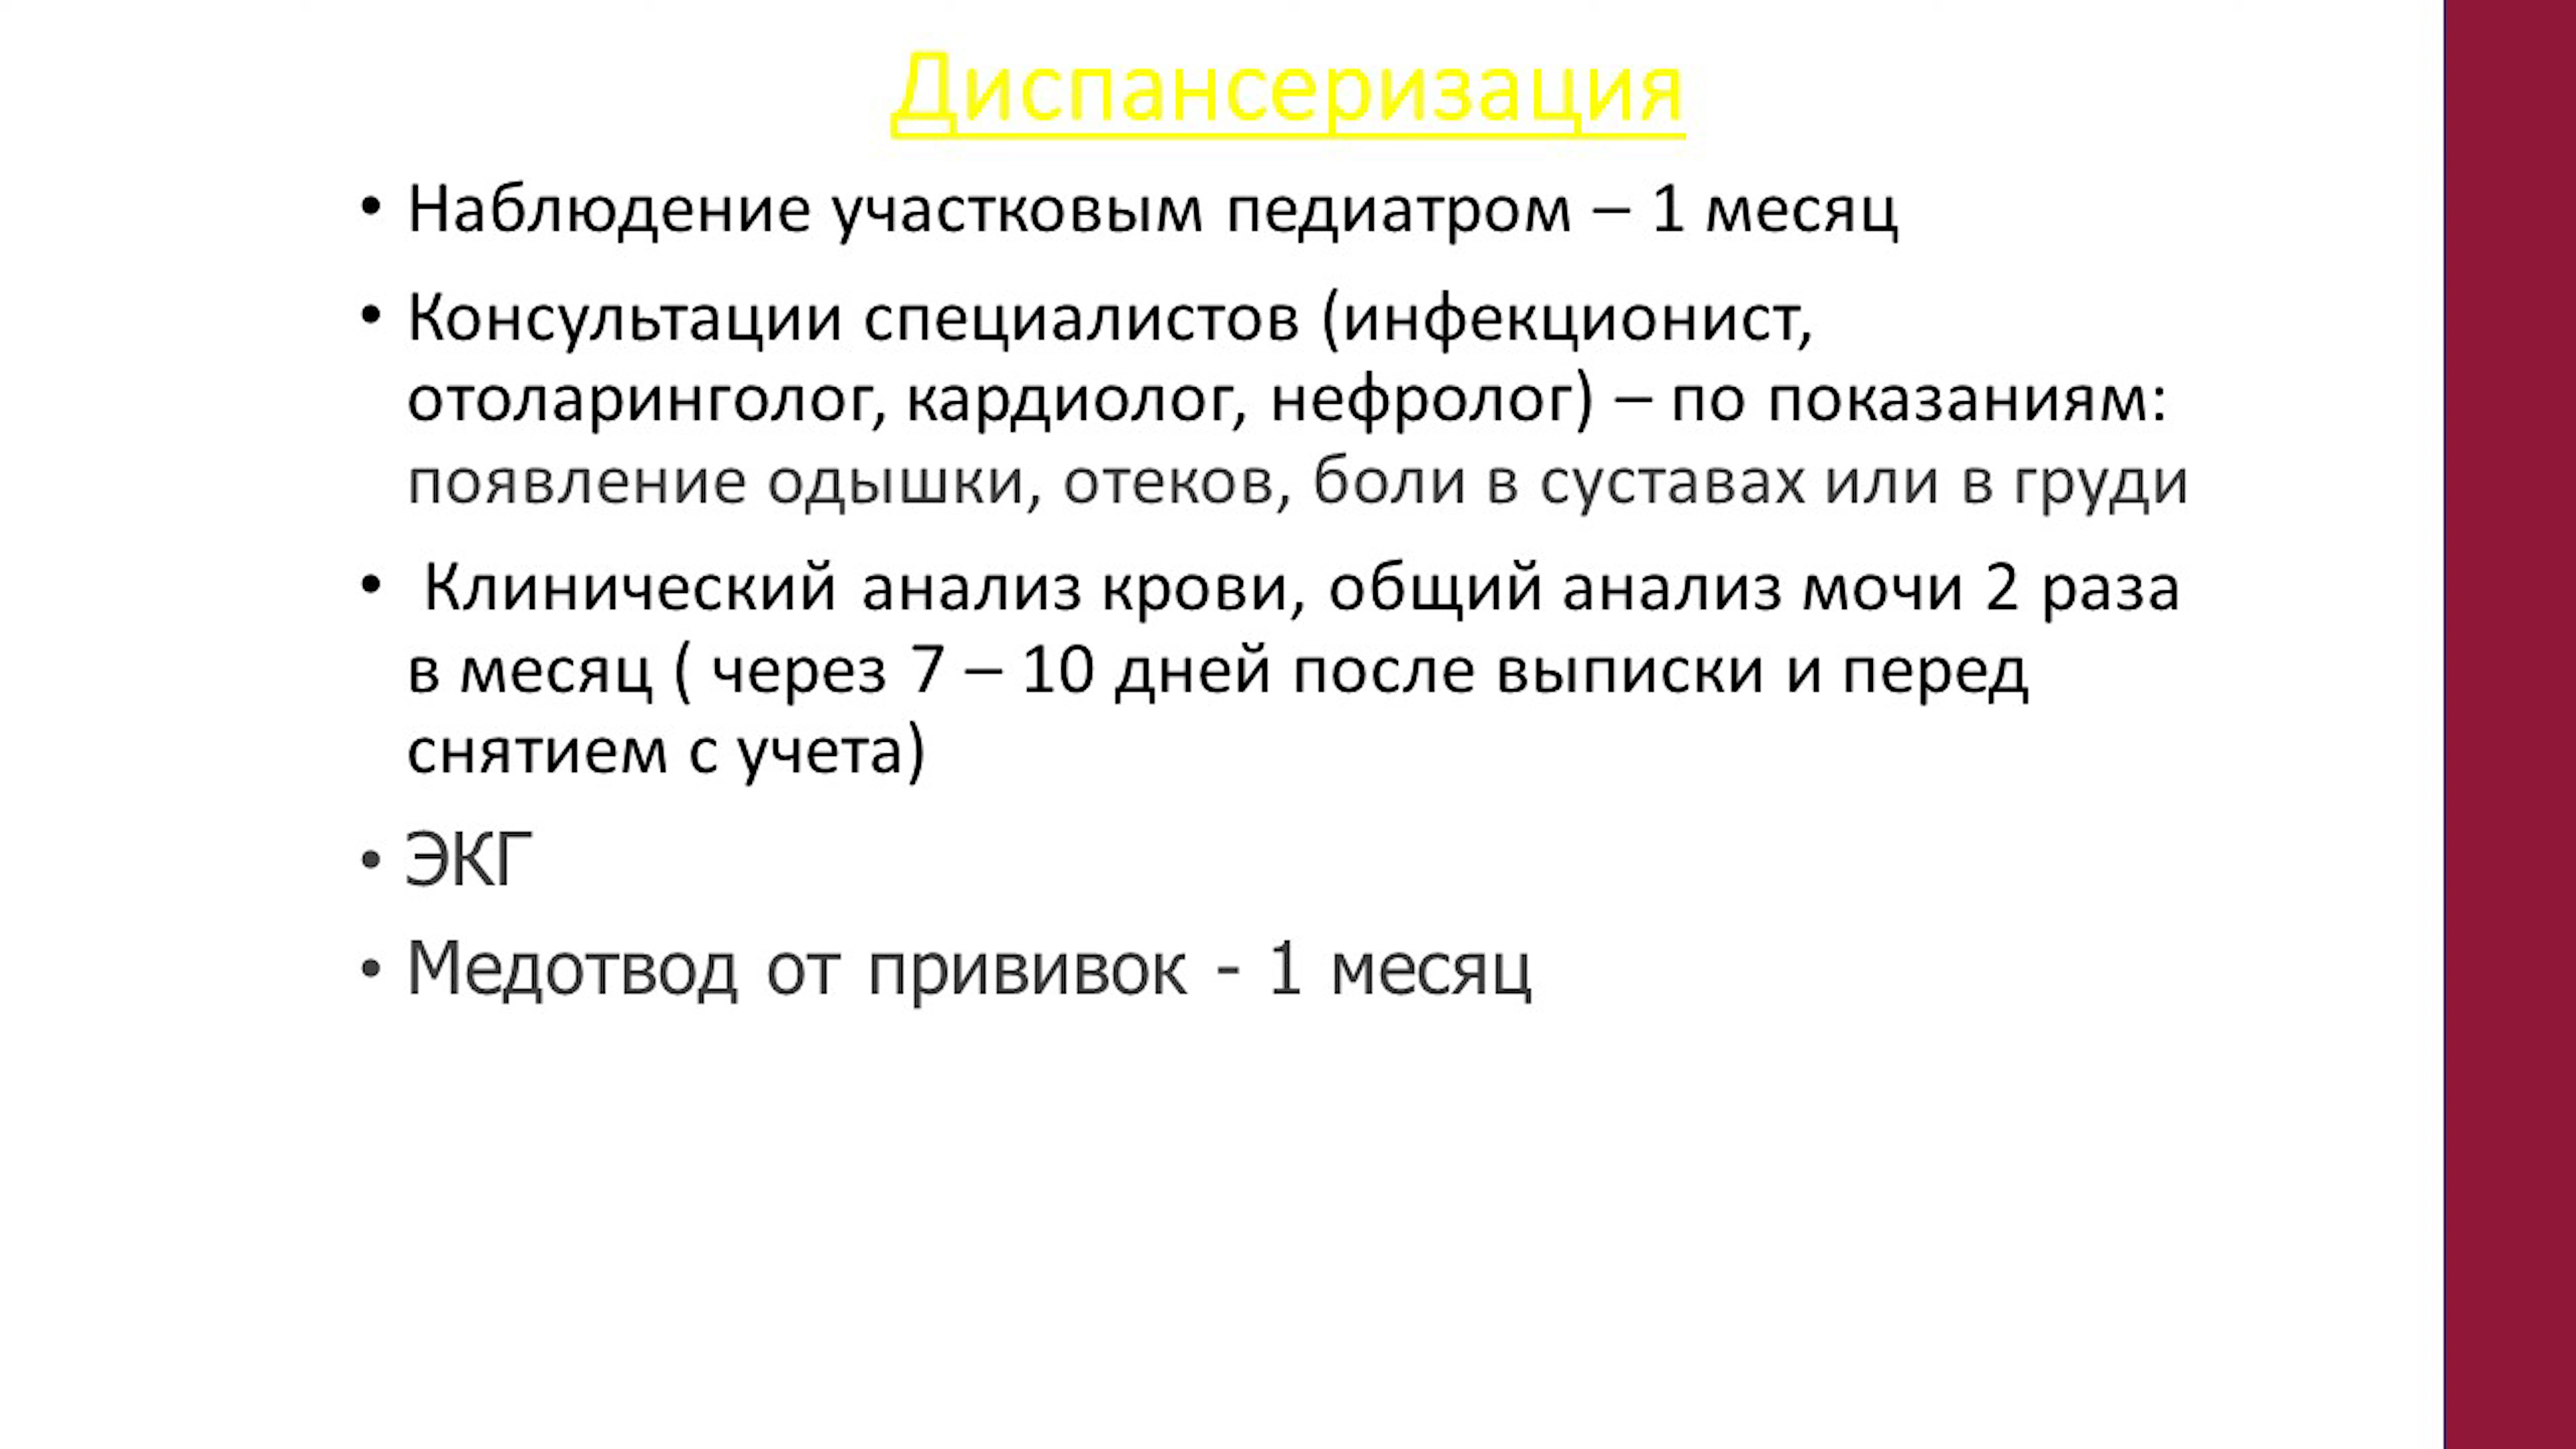 Диспансеризация
• Наблюдение участковым педиатром – 1 месяц
• Консультации специалистов (инфекционист,
отоларинголог, кардиолог, нефролог) – по показаниям:
появление одышки, отеков, боли в суставах или в груди
• Клинический анализ крови, общий анализ мочи 2 раза
в месяц ( через 7 – 10 дней после выписки и перед
снятием с учета)
• ЭКГ
• Медотвод от прививок - 1 месяц